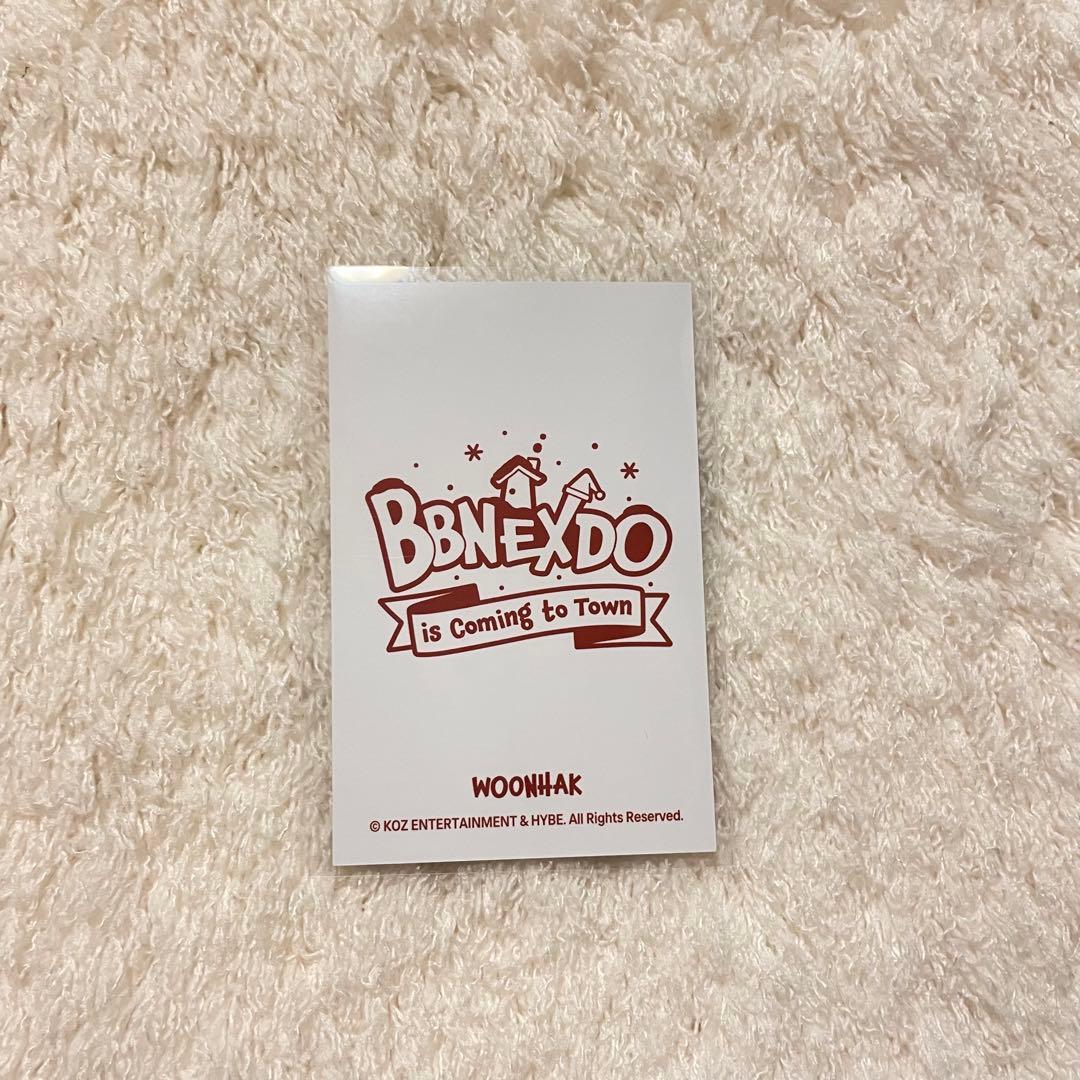 BBNEXDO
is Coming to Town
WOONHAK
© KOZ ENTERTAINMENT & HYBE. All Rights Reserved.